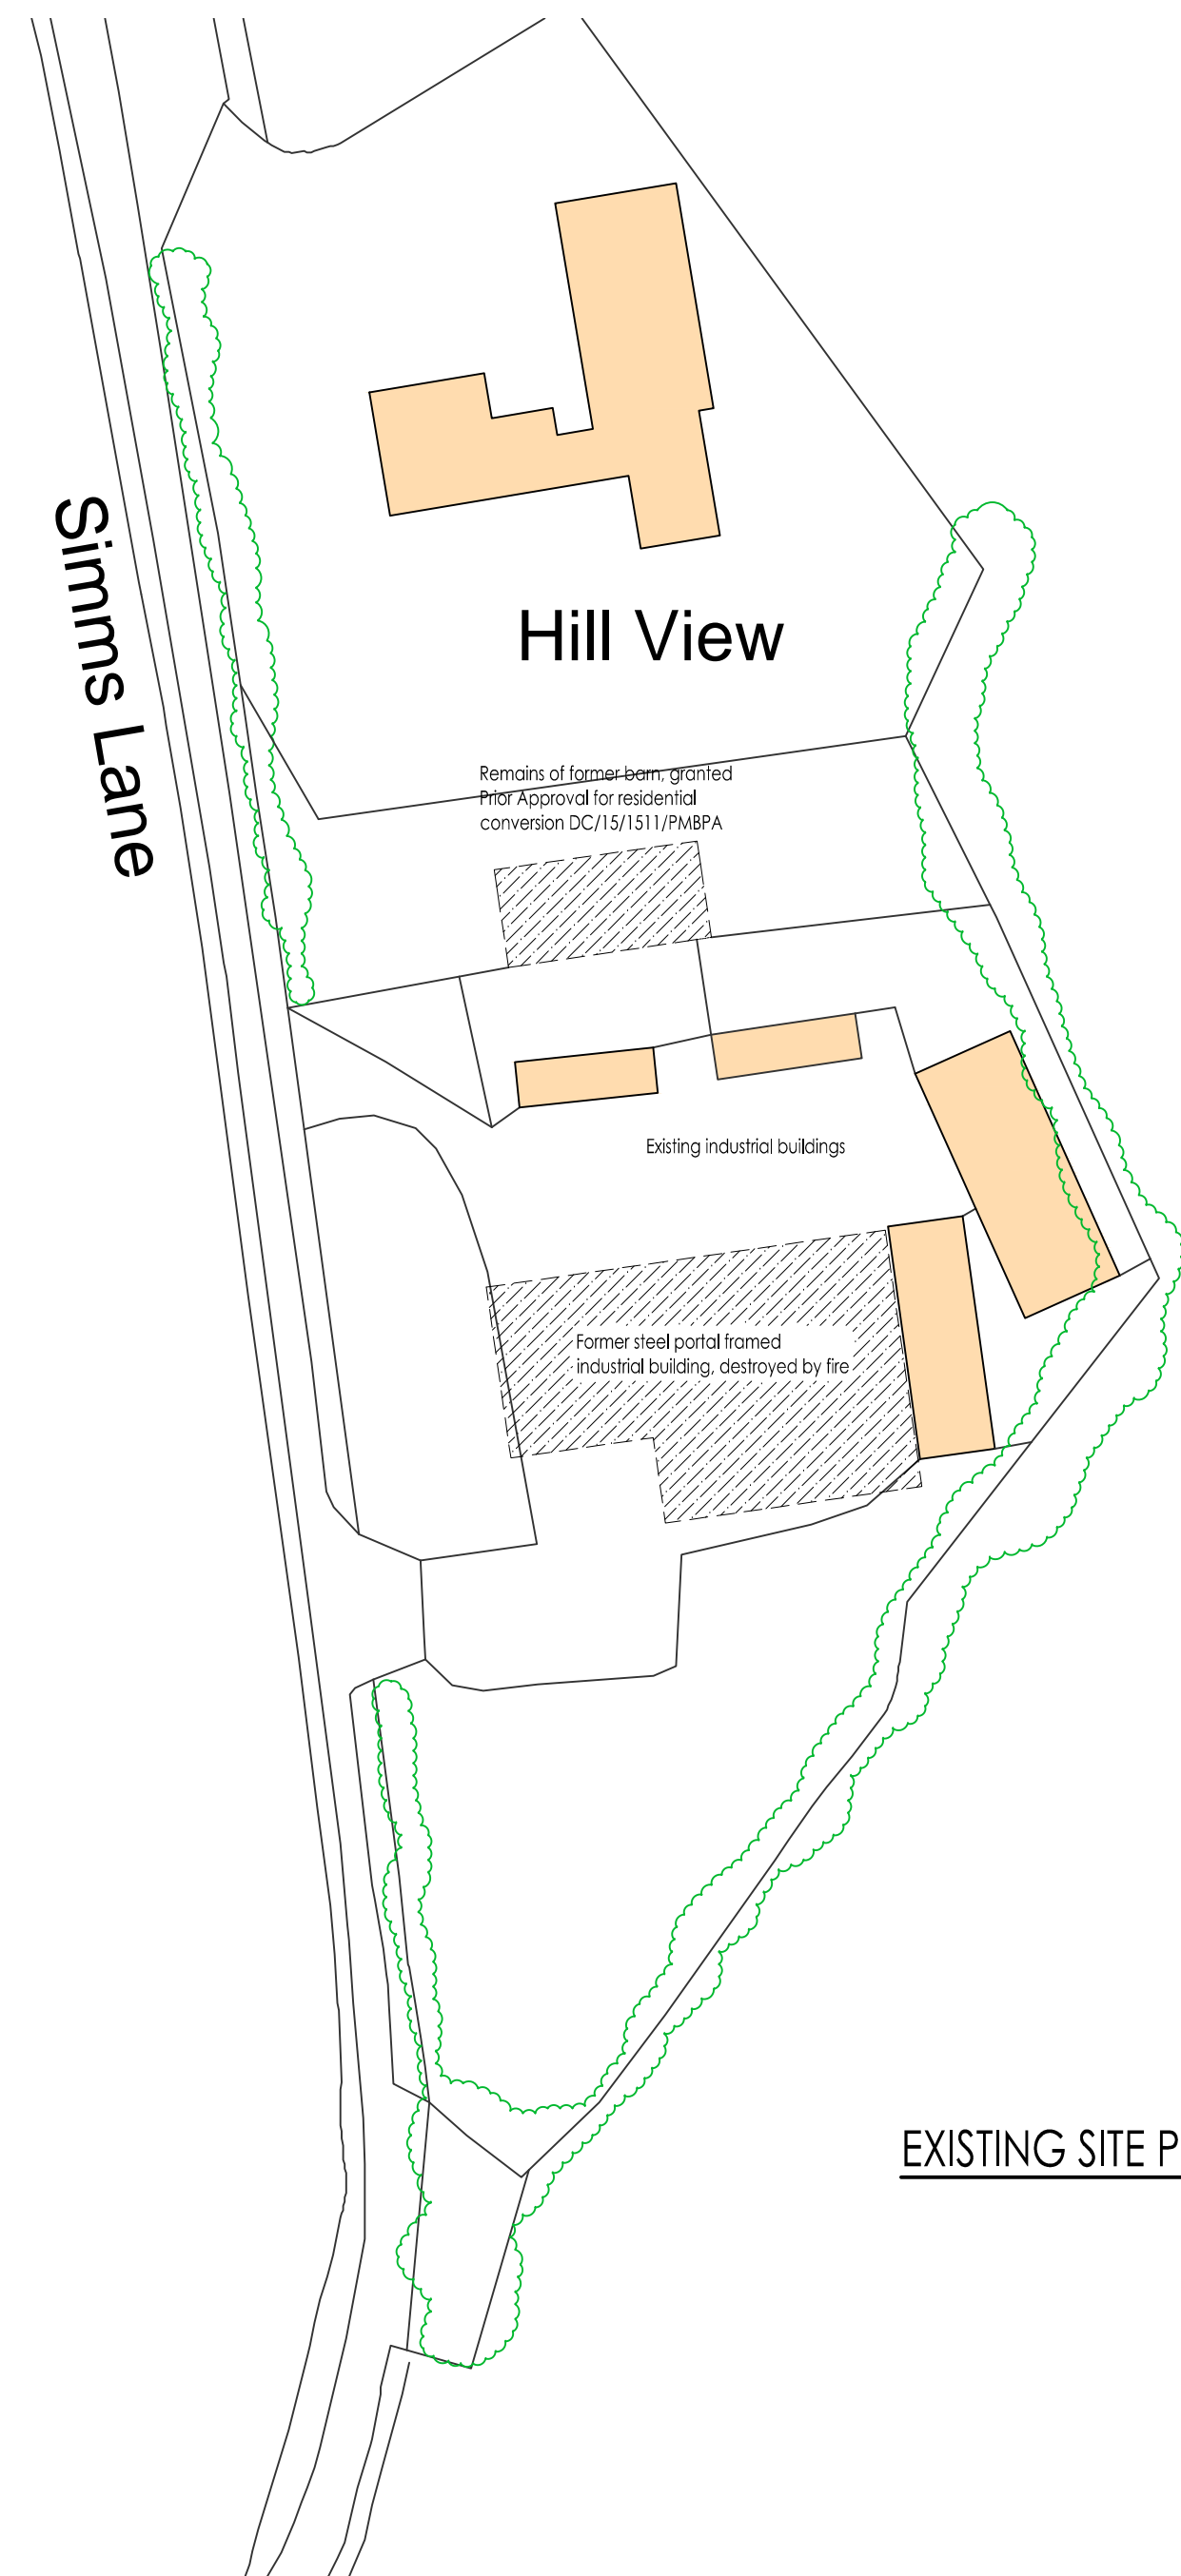 Simms Lane
Hill View
Remains of former barn, granted
Prior Approval for residential
conversion DC/15/1511/PMBPA
Existing industrial buildings
Former steel portal framed
industrial building, destroyed by fire
EXISTING SITE P